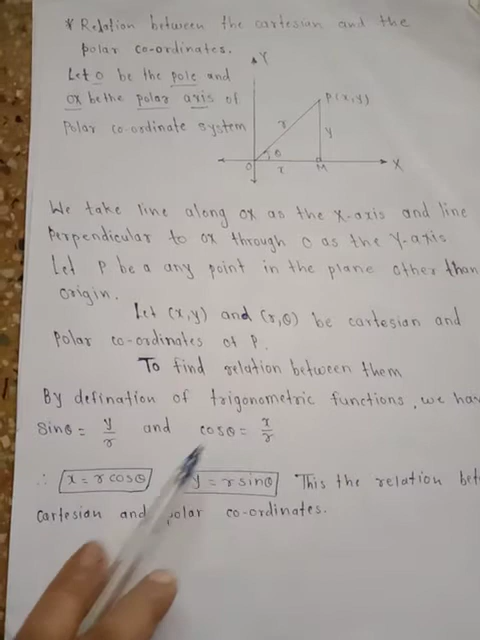 * Relation between the cartesian and the
polar co-ordinates.
Let O be the pole and
OX be the polar axis of
Polar co-ordinate system
Y
P(x,y)
r
y
θ
O
x
M
X
We take line along OX as the X-axis and line
Perpendicular to OX through O as the Y-axis.
Let P be a any point in the plane other than
origin.
Let (x,y) and (r,θ) be cartesian and
Polar co-ordinates of P.
To find relation between them
By defination of trigonometric functions, we hav
sinθ = y/r and cosθ = x/r
∴ x = r cosθ y = r sinθ This the relation bet
Cartesian and polar co-ordinates.